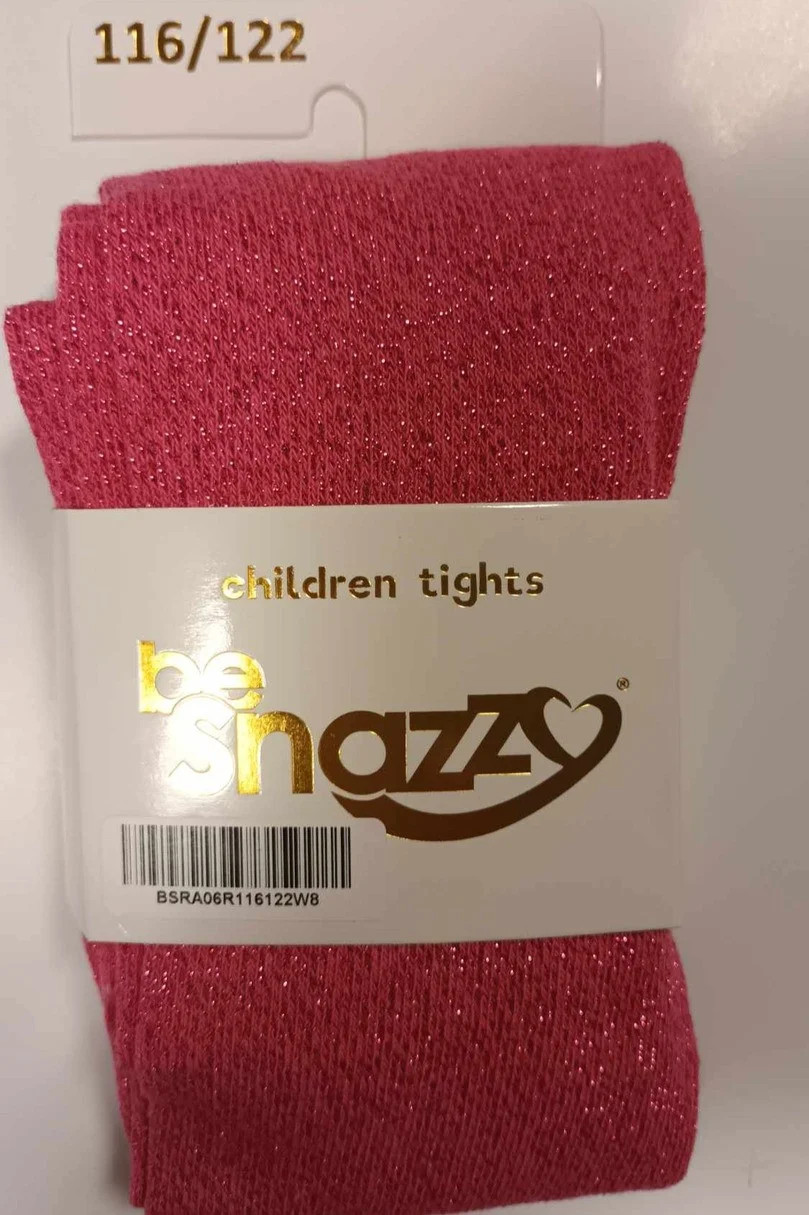 116/122
children tights
be
snazzy®
BSRA06R116122W8